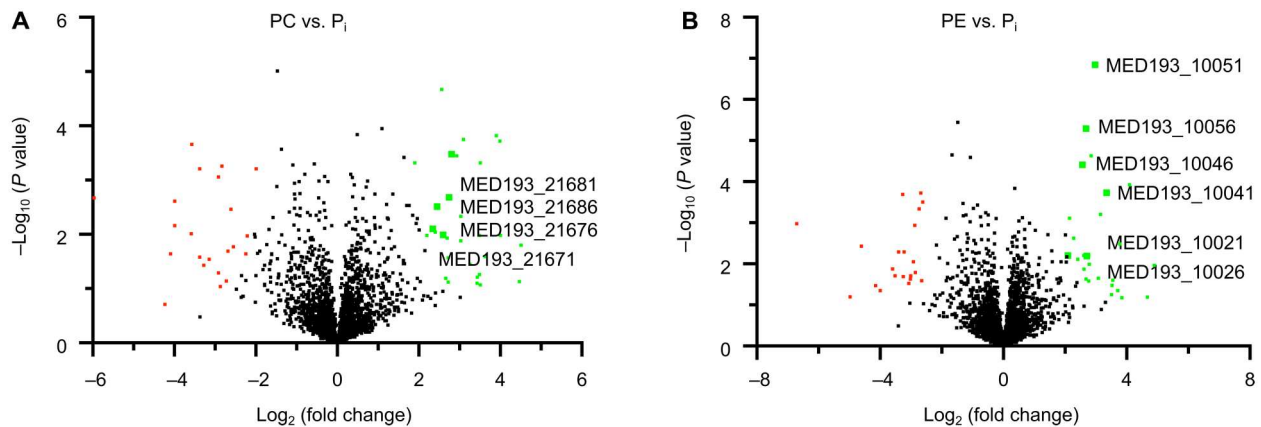 A
PC vs. Pi
6
4
2
0
–Log10 (P value)
MED193_21681
MED193_21686
MED193_21676
MED193_21671
–6
–4
–2
0
2
4
6
Log2 (fold change)
B
PE vs. Pi
8
6
4
2
0
–Log10 (P value)
MED193_10051
MED193_10056
MED193_10046
MED193_10041
MED193_10021
MED193_10026
–8
–4
0
4
8
Log2 (fold change)